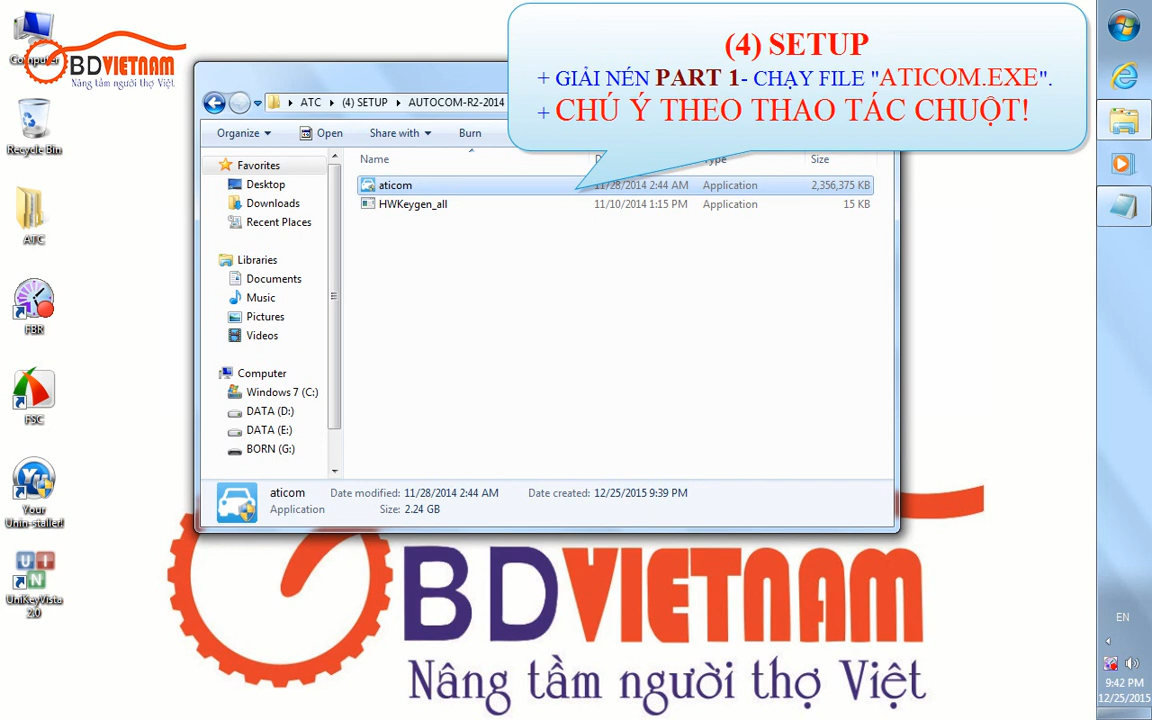 Computer
BDVIETNAM
Nâng tầm người thợ Việt
Recycle Bin
ATC
FBR
FSC
Your
Unin-staller!
UniKeyVista
2.0
(4) SETUP
+ GIẢI NÉN PART 1- CHẠY FILE "ATICOM.EXE".
+ CHÚ Ý THEO THAO TÁC CHUỘT!
ATC
(4) SETUP
AUTOCOM-R2-2014
Organize
Open
Share with
Burn
Name
Type
Size
aticom 11/28/2014 2:44 AM Application 2,356,375 KB
HWKeygen_all 11/10/2014 1:15 PM Application 15 KB
Favorites
Desktop
Downloads
Recent Places
Libraries
Documents
Music
Pictures
Videos
Computer
Windows 7 (C:)
DATA (D:)
DATA (E:)
BORN (G:)
aticom Date modified: 11/28/2014 2:44 AM Date created: 12/25/2015 9:39 PM
Application Size: 2.24 GB
BDVIETNAM
Nâng tầm người thợ Việt
EN
9:42 PM
12/25/2015